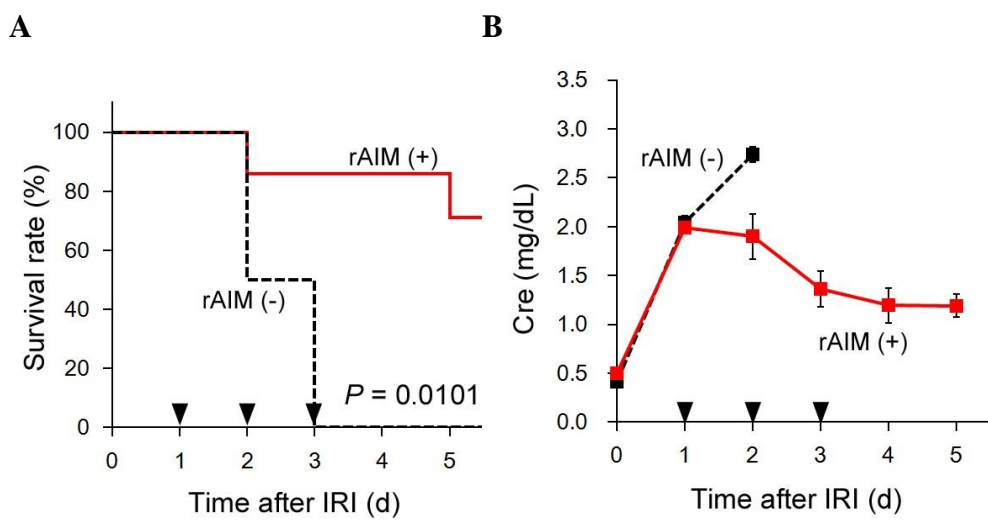 A
B
100
80
60
40
20
0
Survival rate (%)
rAIM (+)
rAIM (-)
P = 0.0101
0 1 2 3 4 5
Time after IRI (d)
3.5
3.0
2.5
2.0
1.5
1.0
0.5
0.0
Cre (mg/dL)
rAIM (-)
rAIM (+)
0 1 2 3 4 5
Time after IRI (d)